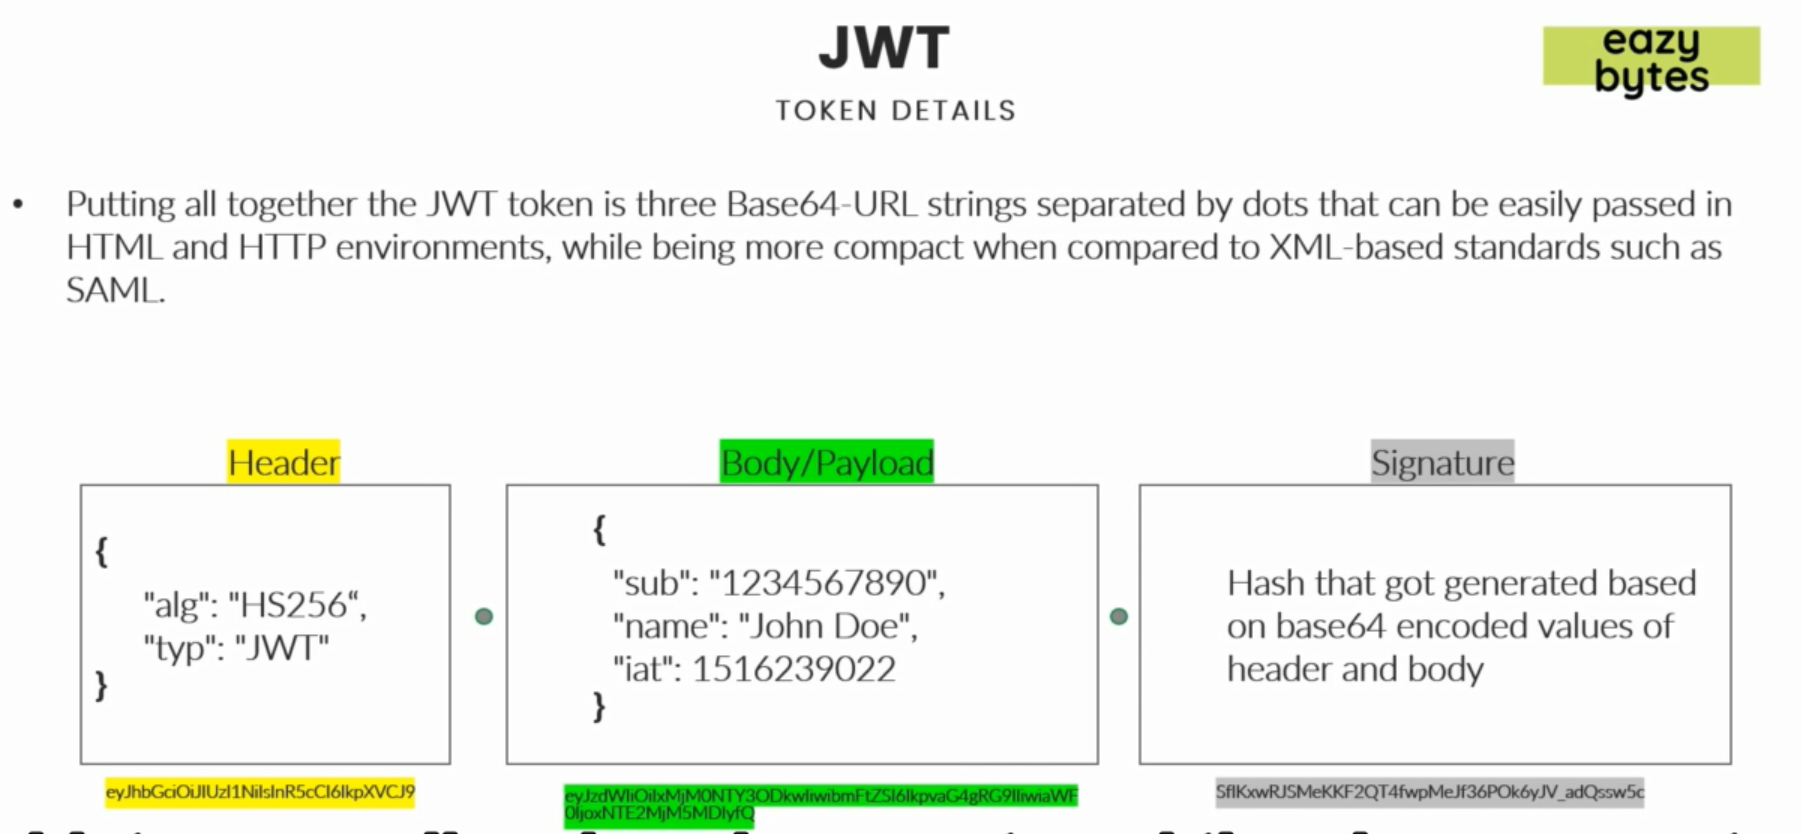 JWT
eazy
bytes
TOKEN DETAILS
• Putting all together the JWT token is three Base64-URL strings separated by dots that can be easily passed in
HTML and HTTP environments, while being more compact when compared to XML-based standards such as
SAML.
Header
Body/Payload
Signature
{
"alg": "HS256“,
"typ": "JWT"
}
{
"sub": "1234567890",
"name": "John Doe",
"iat": 1516239022
}
Hash that got generated based
on base64 encoded values of
header and body
eyJhbGciOiJIUzI1NiIsInR5cCI6IkpXVCJ9
eyJzdWIiOiIxMjM0NTY3ODkwIiwibmFtZSI6IkpvaG4gRG9lIiwiaWF
0IjoxNTE2MjM5MDIyfQ
SflKxwRJSMeKKF2QT4fwpMeJf36POk6yJV_adQssw5c